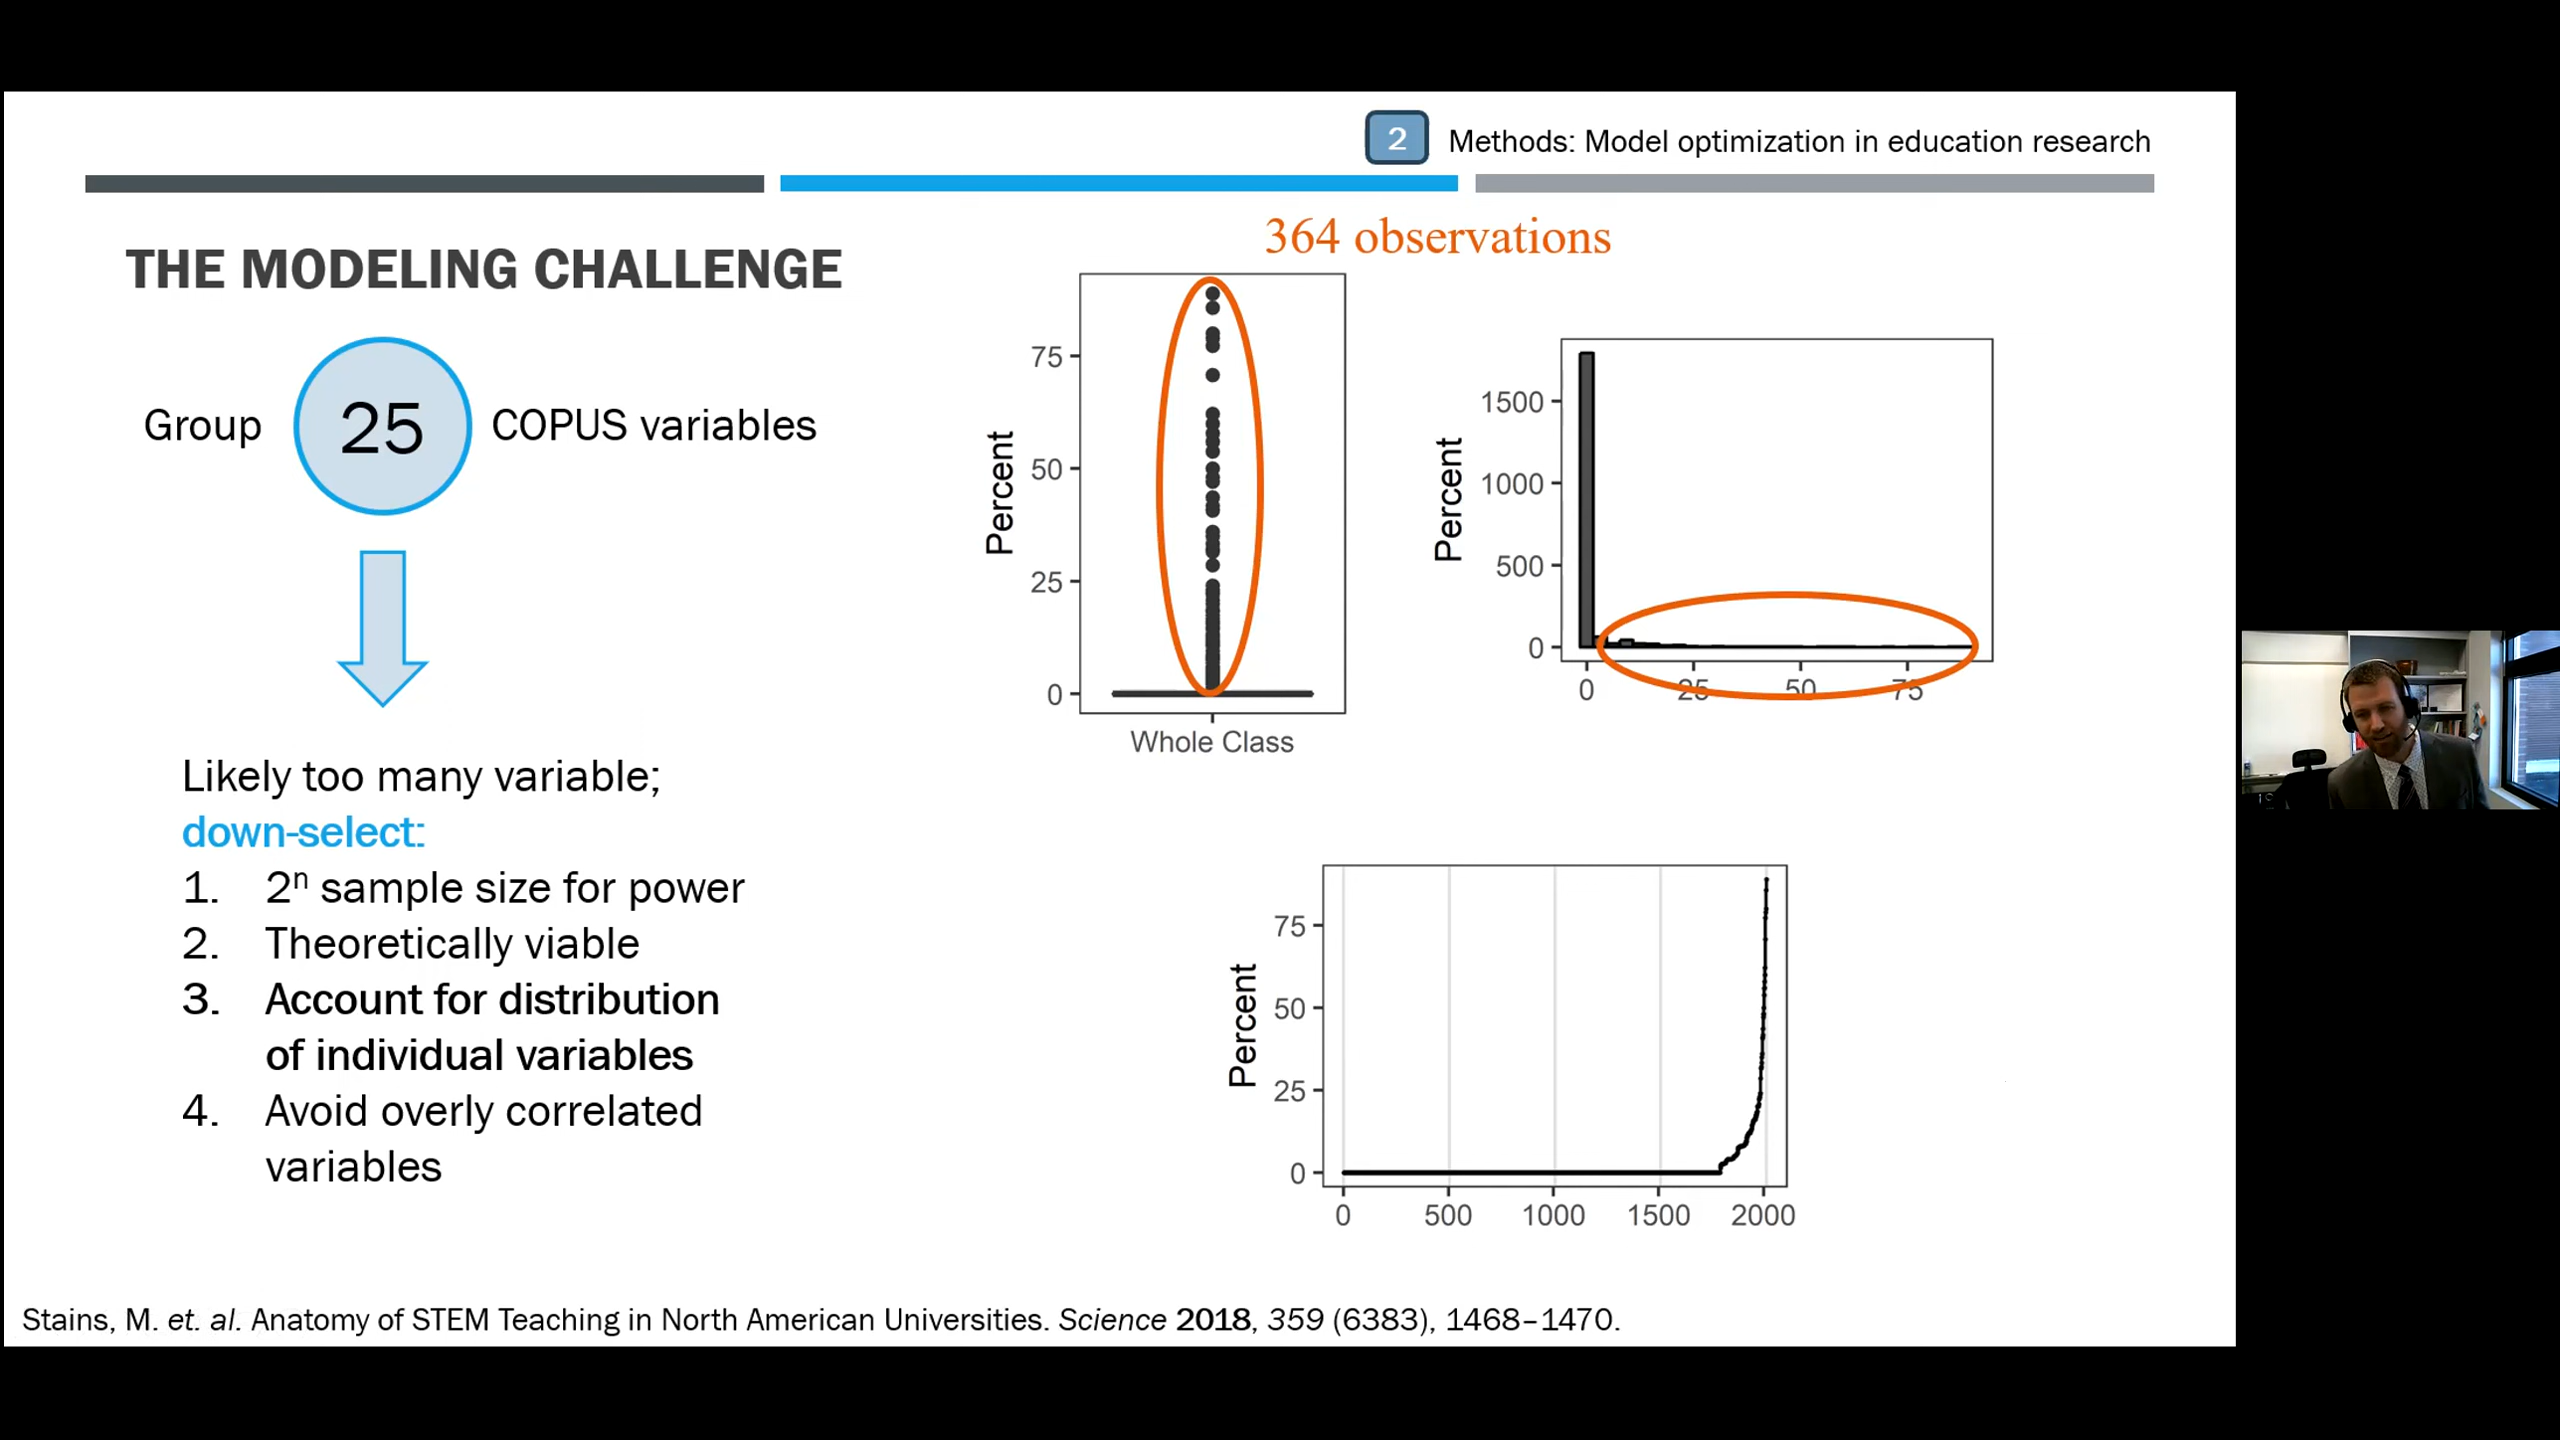 2 Methods: Model optimization in education research
THE MODELING CHALLENGE
Group 25 COPUS variables
Likely too many variable;
down-select:
1. 2ⁿ sample size for power
2. Theoretically viable
3. Account for distribution
of individual variables
4. Avoid overly correlated
variables
364 observations
Percent
75
50
25
0
Whole Class
Percent
1500
1000
500
0
0 25 50 75
Percent
75
50
25
0
0 500 1000 1500 2000
Stains, M. et. al. Anatomy of STEM Teaching in North American Universities. Science 2018, 359 (6383), 1468–1470.